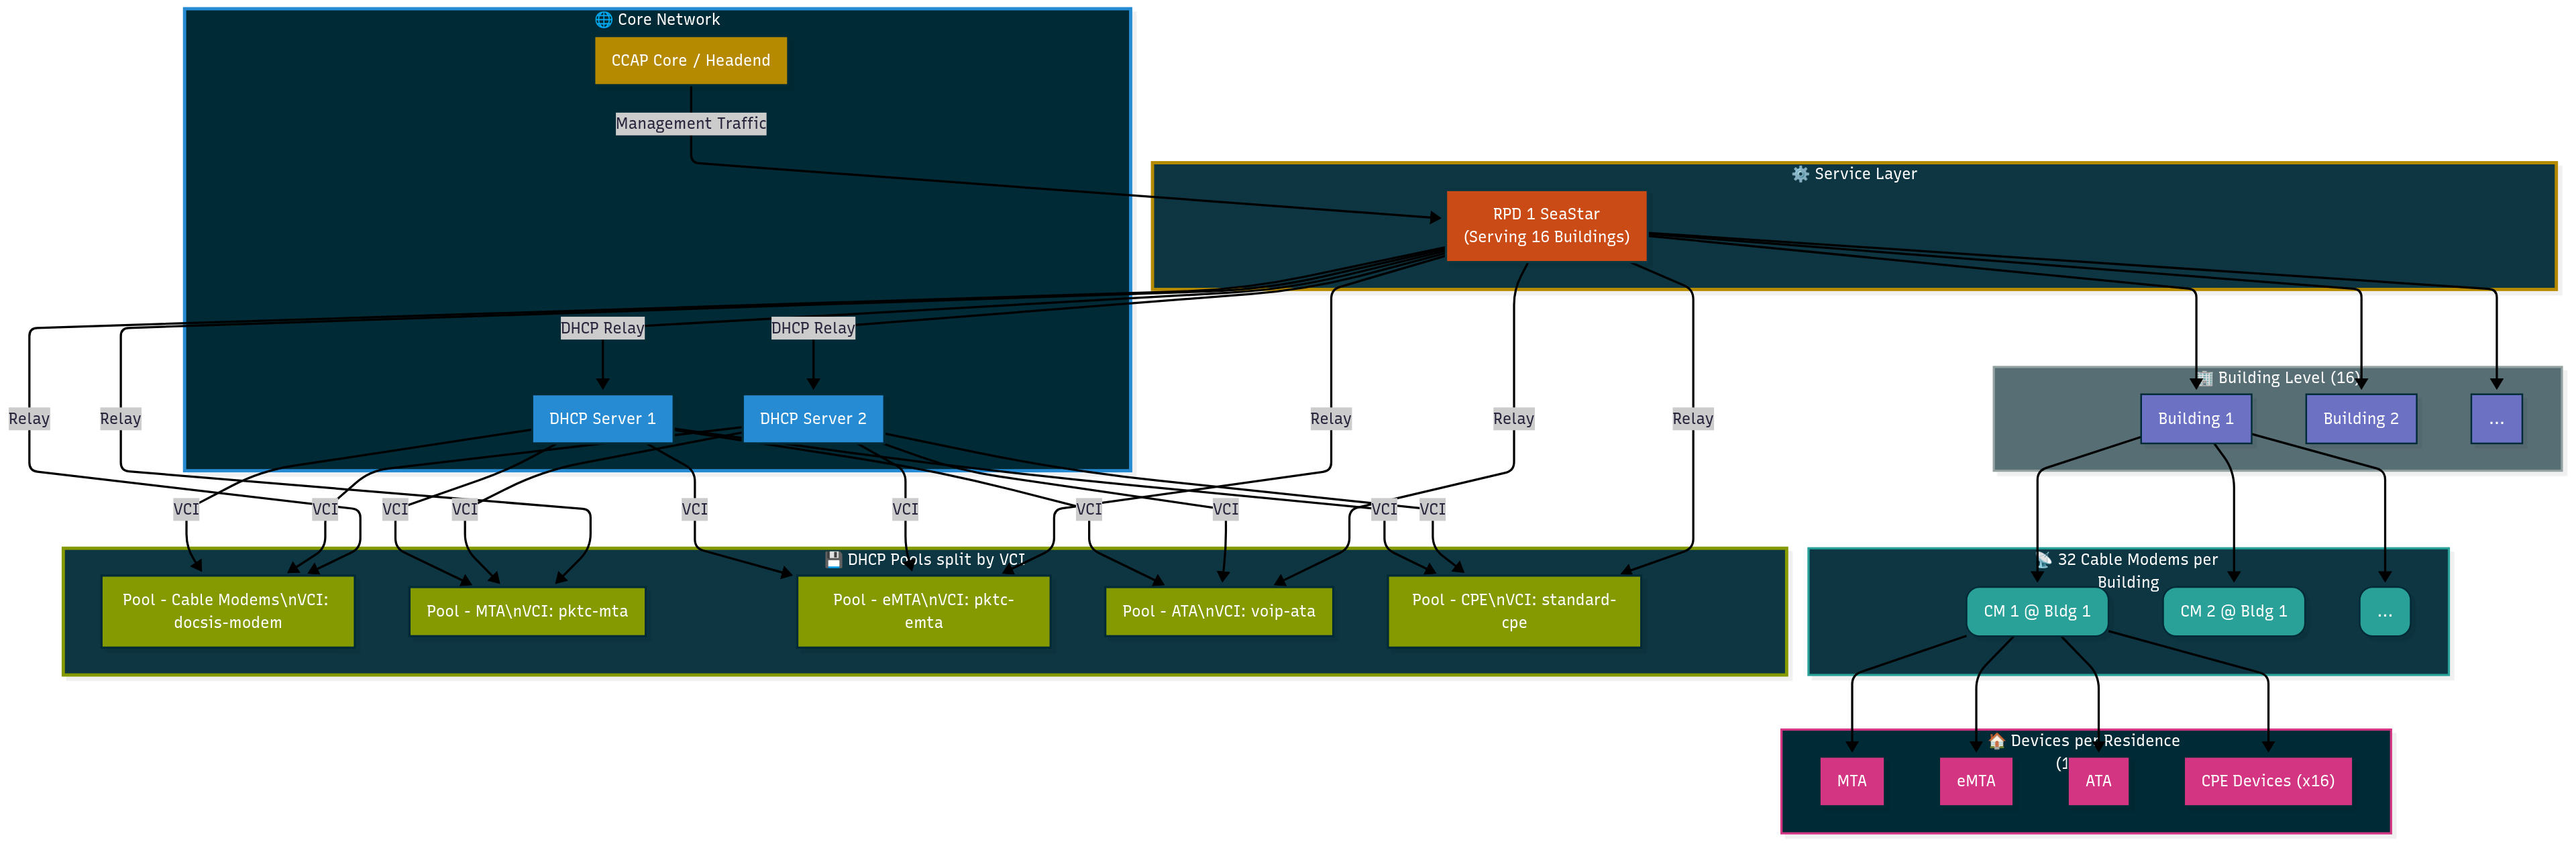 🌐 Core Network
CCAP Core / Headend
Management Traffic
⚙️ Service Layer
RPD 1 SeaStar
(Serving 16 Buildings)
DHCP Relay
DHCP Relay
🏢 Building Level (16)
DHCP Server 1
DHCP Server 2
Relay
Relay
Relay
Relay
Relay
Building 1
Building 2
...
VCI
VCI
VCI
VCI
VCI
VCI
VCI
VCI
VCI
VCI
💾 DHCP Pools split by VCI
Pool - Cable Modems\nVCI:
docsis-modem
Pool - MTA\nVCI: pktc-mta
Pool - eMTA\nVCI: pktc-
emta
Pool - ATA\nVCI: voip-ata
Pool - CPE\nVCI: standard-
cpe
📡 32 Cable Modems per
Building
CM 1 @ Bldg 1
CM 2 @ Bldg 1
...
🏠 Devices per Residence
MTA
eMTA
ATA
CPE Devices (x16)